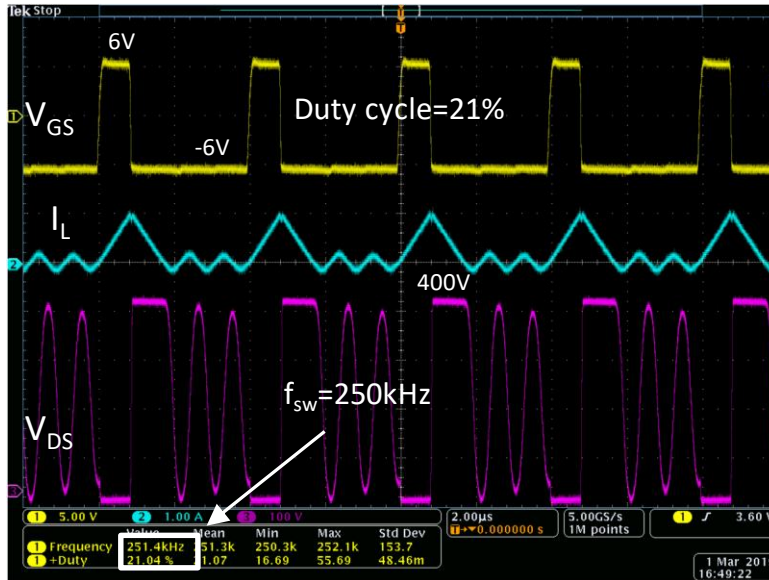 Tek Stop
T
T
6V
1
VGS
Duty cycle=21%
-6V
IL
2
400V
fsw=250kHz
VDS
3
1 5.00 V 2 1.00 A 3 100 V
2.00µs
T→▼0.000000 s
5.00GS/s
1M points
1 ƒ 3.60 V
Value Mean Min Max Std Dev
1 Frequency 251.4kHz 251.3k 250.3k 252.1k 153.7
1 +Duty 21.04 % 21.07 16.69 55.69 48.46m
1 Mar 201
16:49:22